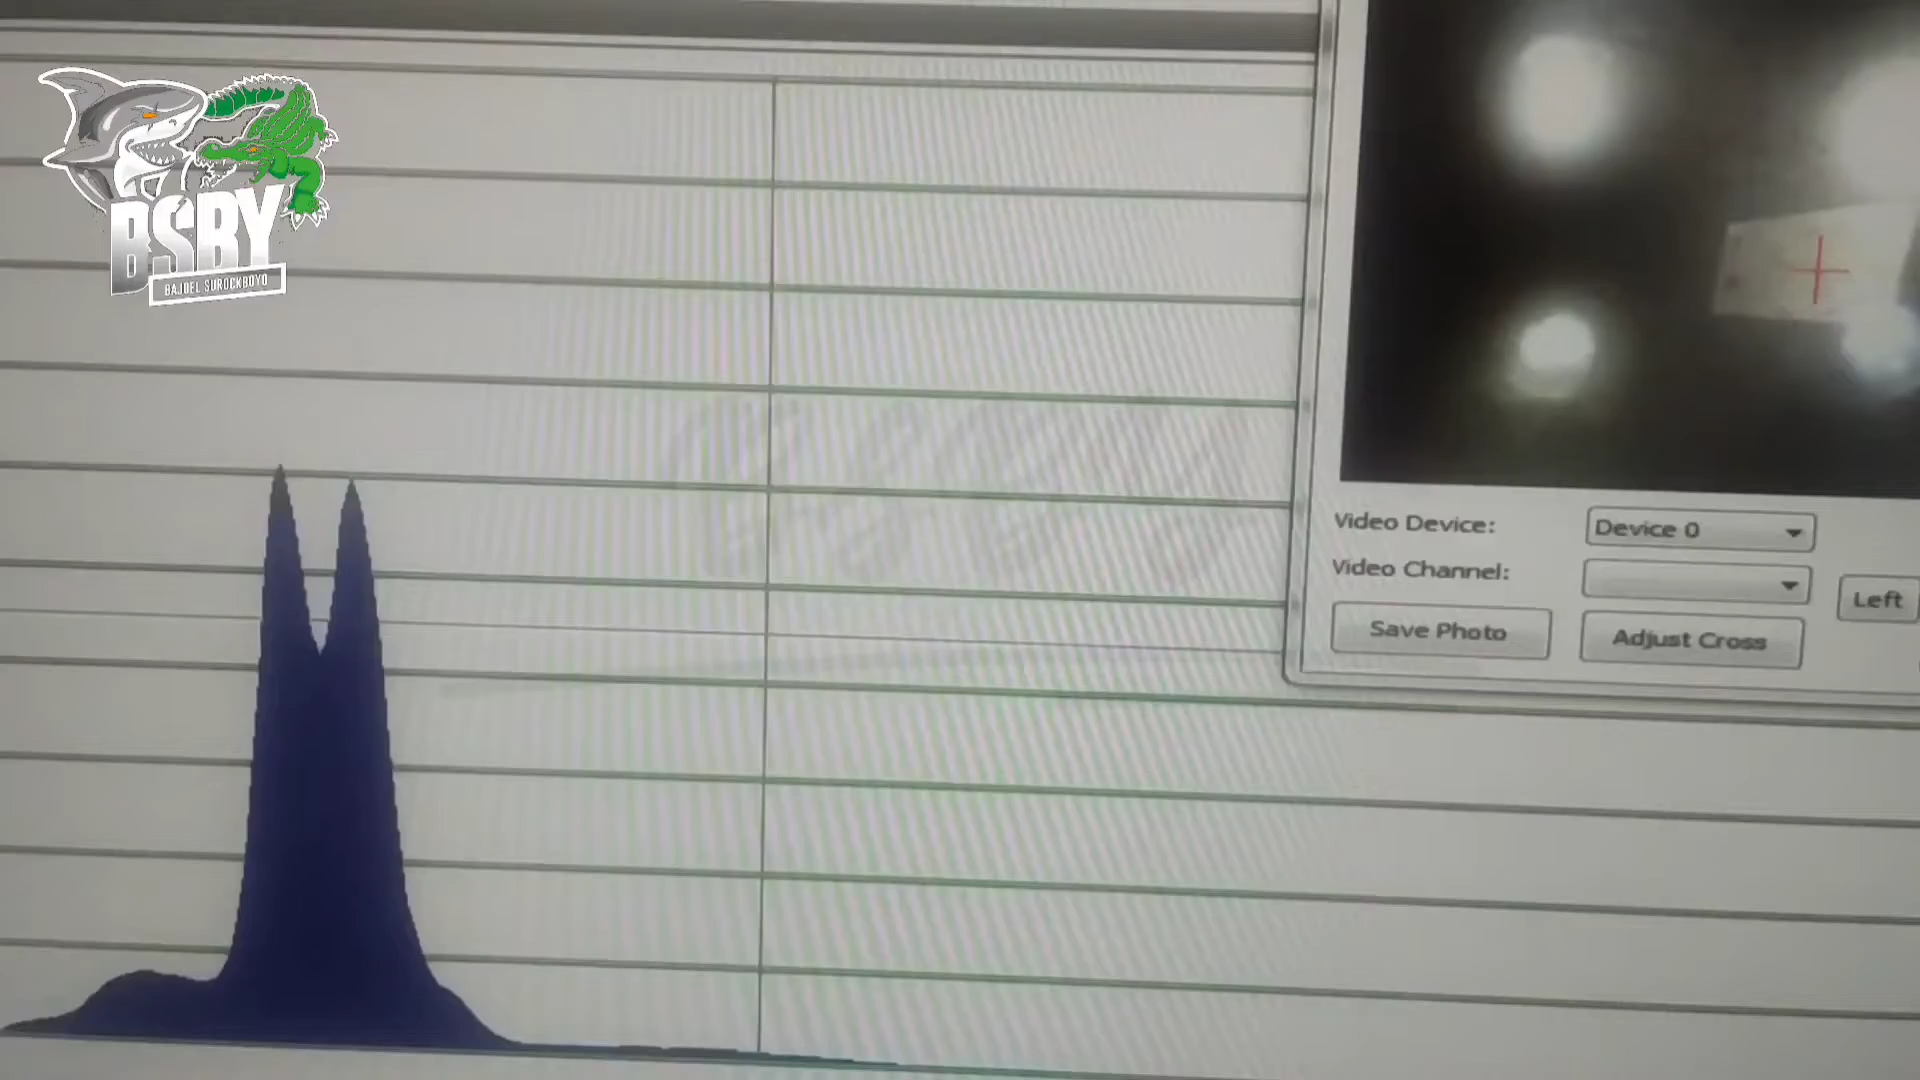 BSBY
BAJOEL SUROCKBOYO
Video Device:
Device 0
Video Channel:
Left
Save Photo
Adjust Cross